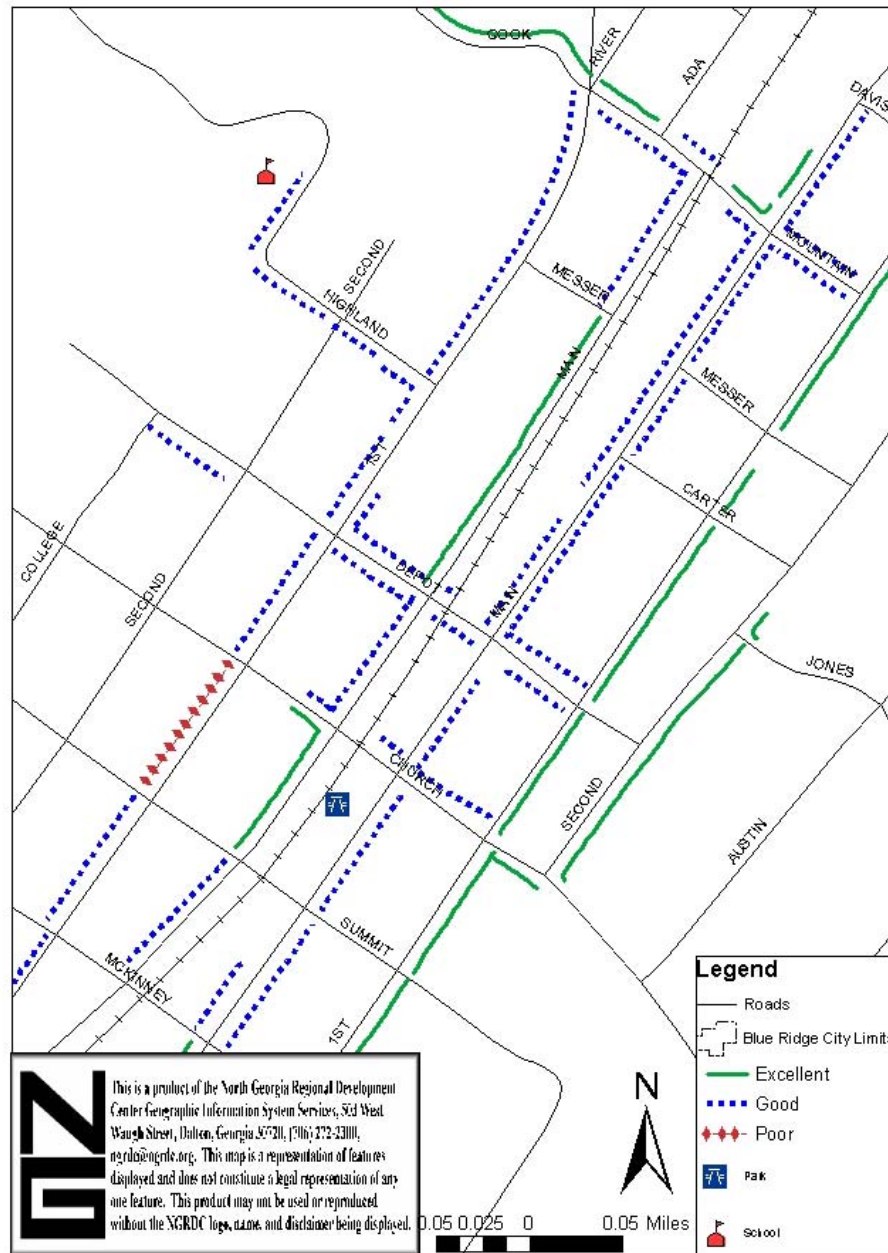 COOK
RIVER
ADA
DAVIS
MOUNTAIN
SECOND
MESSER
HIGHLAND
MAIN
MESSER
1ST
CARTER
COLLEGE
DEPOT
SECOND
MAIN
JONES
CHURCH
SECOND
AUSTIN
SUMMIT
MCKINNEY
1ST
Legend
Roads
Blue Ridge City Limits
Excellent
Good
Poor
Park
School
N
NG
This is a product of the North Georgia Regional Development
Center Geographic Information System Services, 503 West
Waugh Street, Dalton, Georgia 30720, (706) 272-2300,
ngrdc@ngrdc.org. This map is a representation of features
displayed and does not constitute a legal representation of any
one feature. This product may not be used or reproduced
without the NGRDC logo, name, and disclaimer being displayed.
0.05 0.025 0 0.05 Miles